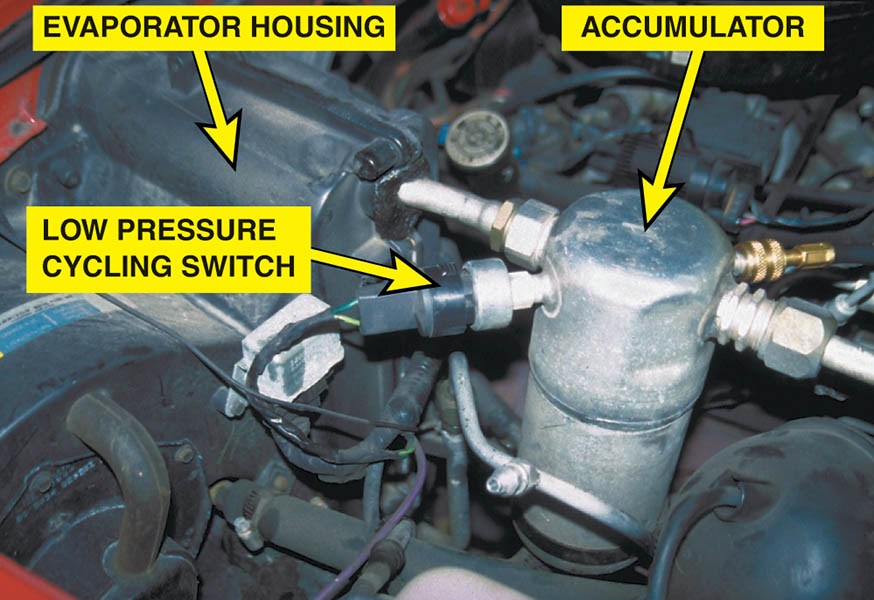 EVAPORATOR HOUSING
ACCUMULATOR
LOW PRESSURE
CYCLING SWITCH